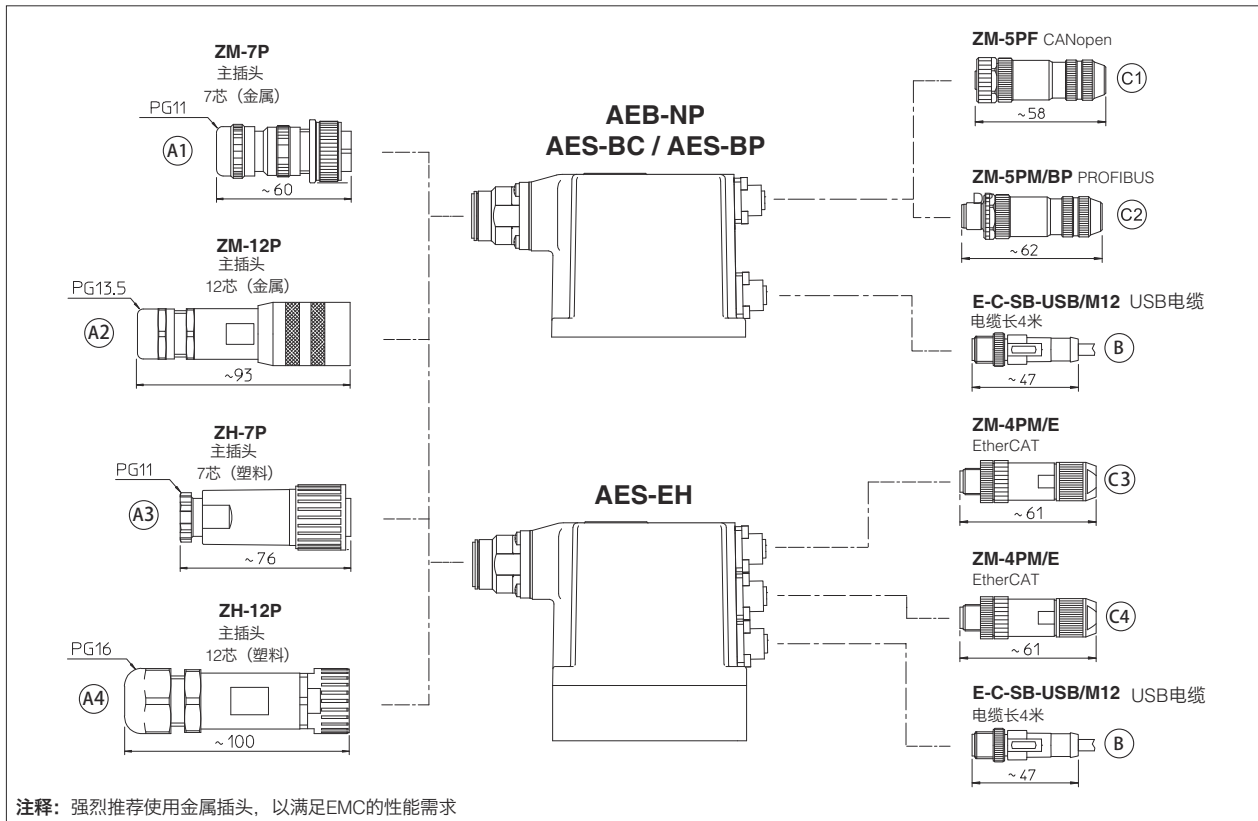 ZM-7P
主插头
7芯（金属）
PG11
A1
~60
ZM-12P
主插头
12芯（金属）
PG13.5
A2
~93
ZH-7P
主插头
7芯（塑料）
PG11
A3
~76
ZH-12P
主插头
12芯（塑料）
PG16
A4
~100
AEB-NP
AES-BC / AES-BP
AES-EH
ZM-5PF CANopen
C1
~58
ZM-5PM/BP PROFIBUS
C2
~62
E-C-SB-USB/M12 USB电缆
电缆长4米
B
~47
ZM-4PM/E
EtherCAT
C3
~61
ZM-4PM/E
EtherCAT
C4
~61
E-C-SB-USB/M12 USB电缆
电缆长4米
B
~47
注释：强烈推荐使用金属插头，以满足EMC的性能需求